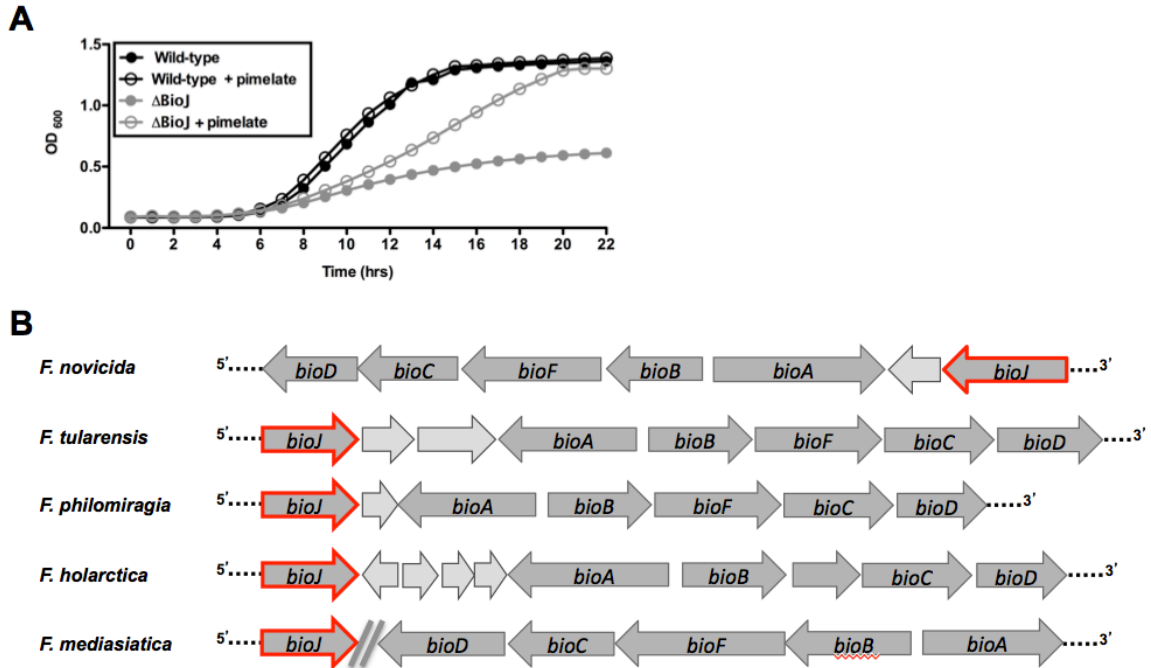 A
1.5
1.0
0.5
0.0
OD 600
Wild-type
Wild-type + pimelate
ΔBioJ
ΔBioJ + pimelate
0 2 4 6 8 10 12 14 16 18 20 22
Time (hrs)
B
F. novicida 5’ bioD bioC bioF bioB bioA bioJ 3’
F. tularensis 5’ bioJ bioA bioB bioF bioC bioD 3’
F. philomiragia 5’ bioJ bioA bioB bioF bioC bioD 3’
F. holarctica 5’ bioJ bioA bioB bioC bioD 3’
F. mediasiatica 5’ bioJ bioD bioC bioF bioB bioA 3’